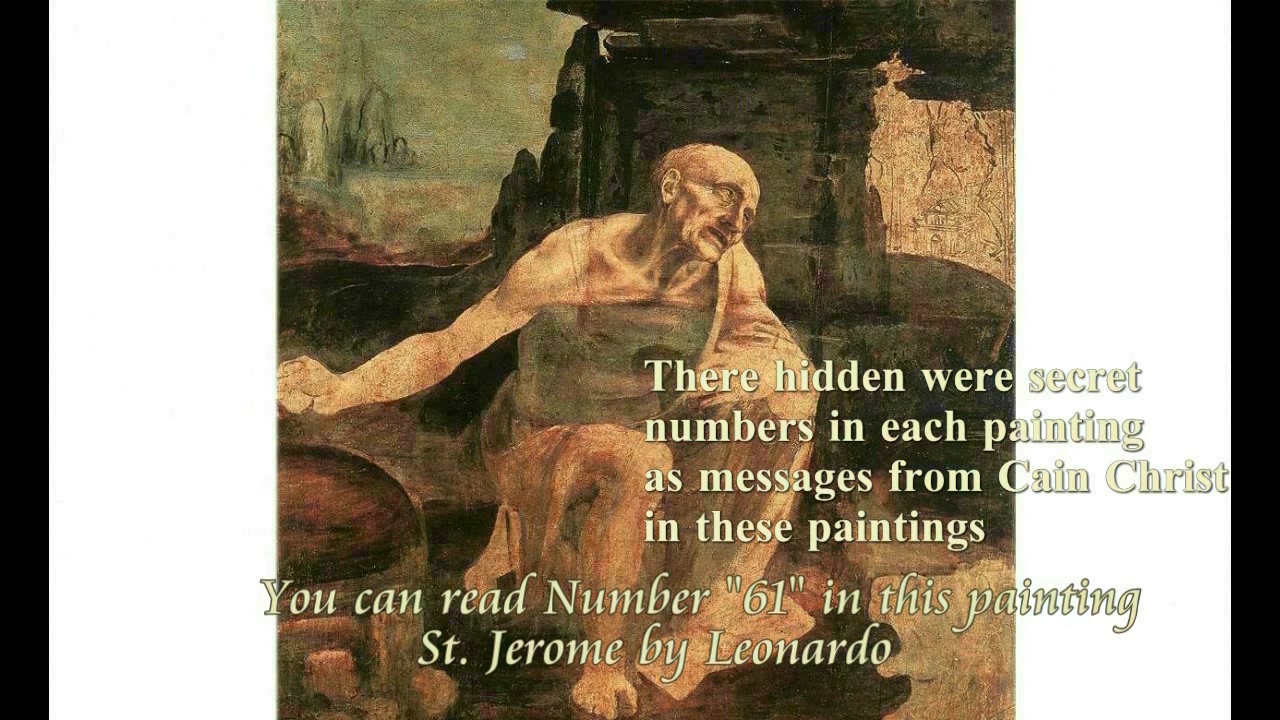 There hidden were secret
numbers in each painting
as messages from Cain Christ
in these paintings
You can read Number "61" in this painting
St. Jerome by Leonardo